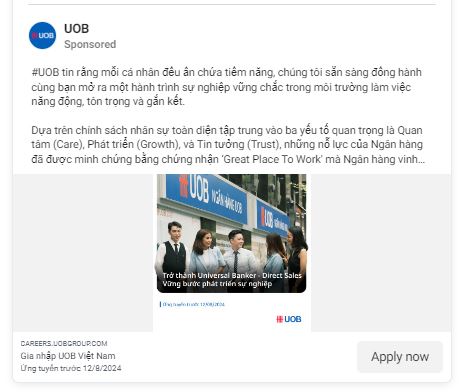 UOB
UOB
Sponsored
#UOB tin rằng mỗi cá nhân đều ẩn chứa tiềm năng, chúng tôi sẵn sàng đồng hành
cùng bạn mở ra một hành trình sự nghiệp vững chắc trong môi trường làm việc
năng động, tôn trọng và gắn kết.
Dựa trên chính sách nhân sự toàn diện tập trung vào ba yếu tố quan trọng là Quan
tâm (Care), Phát triển (Growth), và Tin tưởng (Trust), những nỗ lực của Ngân hàng
đã được minh chứng bằng chứng nhận ‘Great Place To Work’ mà Ngân hàng vinh...
NGÂN HÀNG UOB
UOB
Trở thành Universal Banker - Direct Sales
Vững bước phát triển sự nghiệp
Ứng tuyển trước 12/08/2024
UOB
CAREERS.UOBGROUP.COM
Gia nhập UOB Việt Nam
Ứng tuyển trước 12/8/2024
Apply now